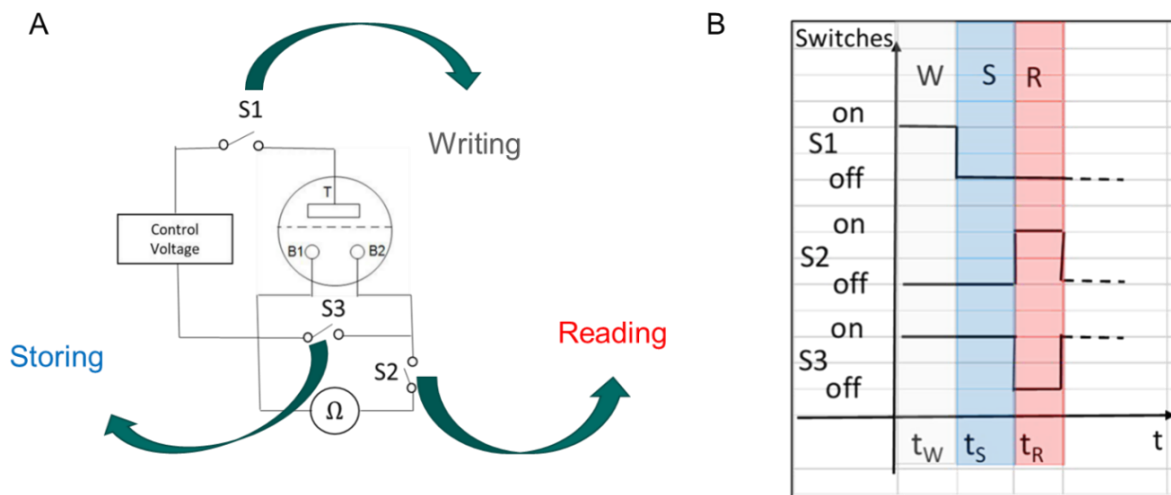 A
S1
Writing
T
Control
Voltage
B1 B2
S3
Storing
Reading
S2
Ω
B
Switches
W S R
on
S1
off
on
S2
off
on
S3
off
tW tS tR t